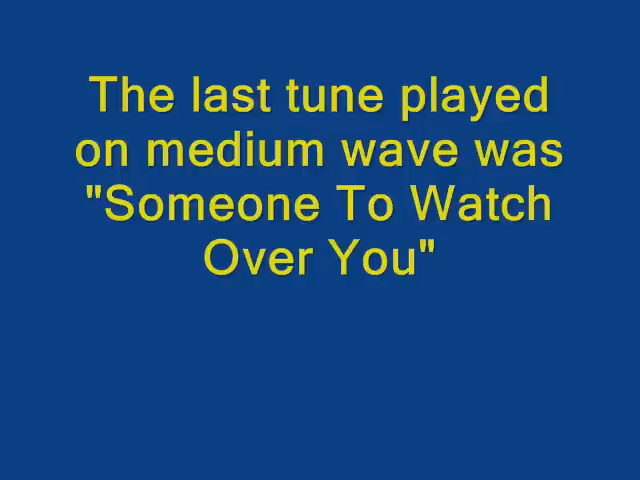 The last tune played
on medium wave was
"Someone To Watch
Over You"